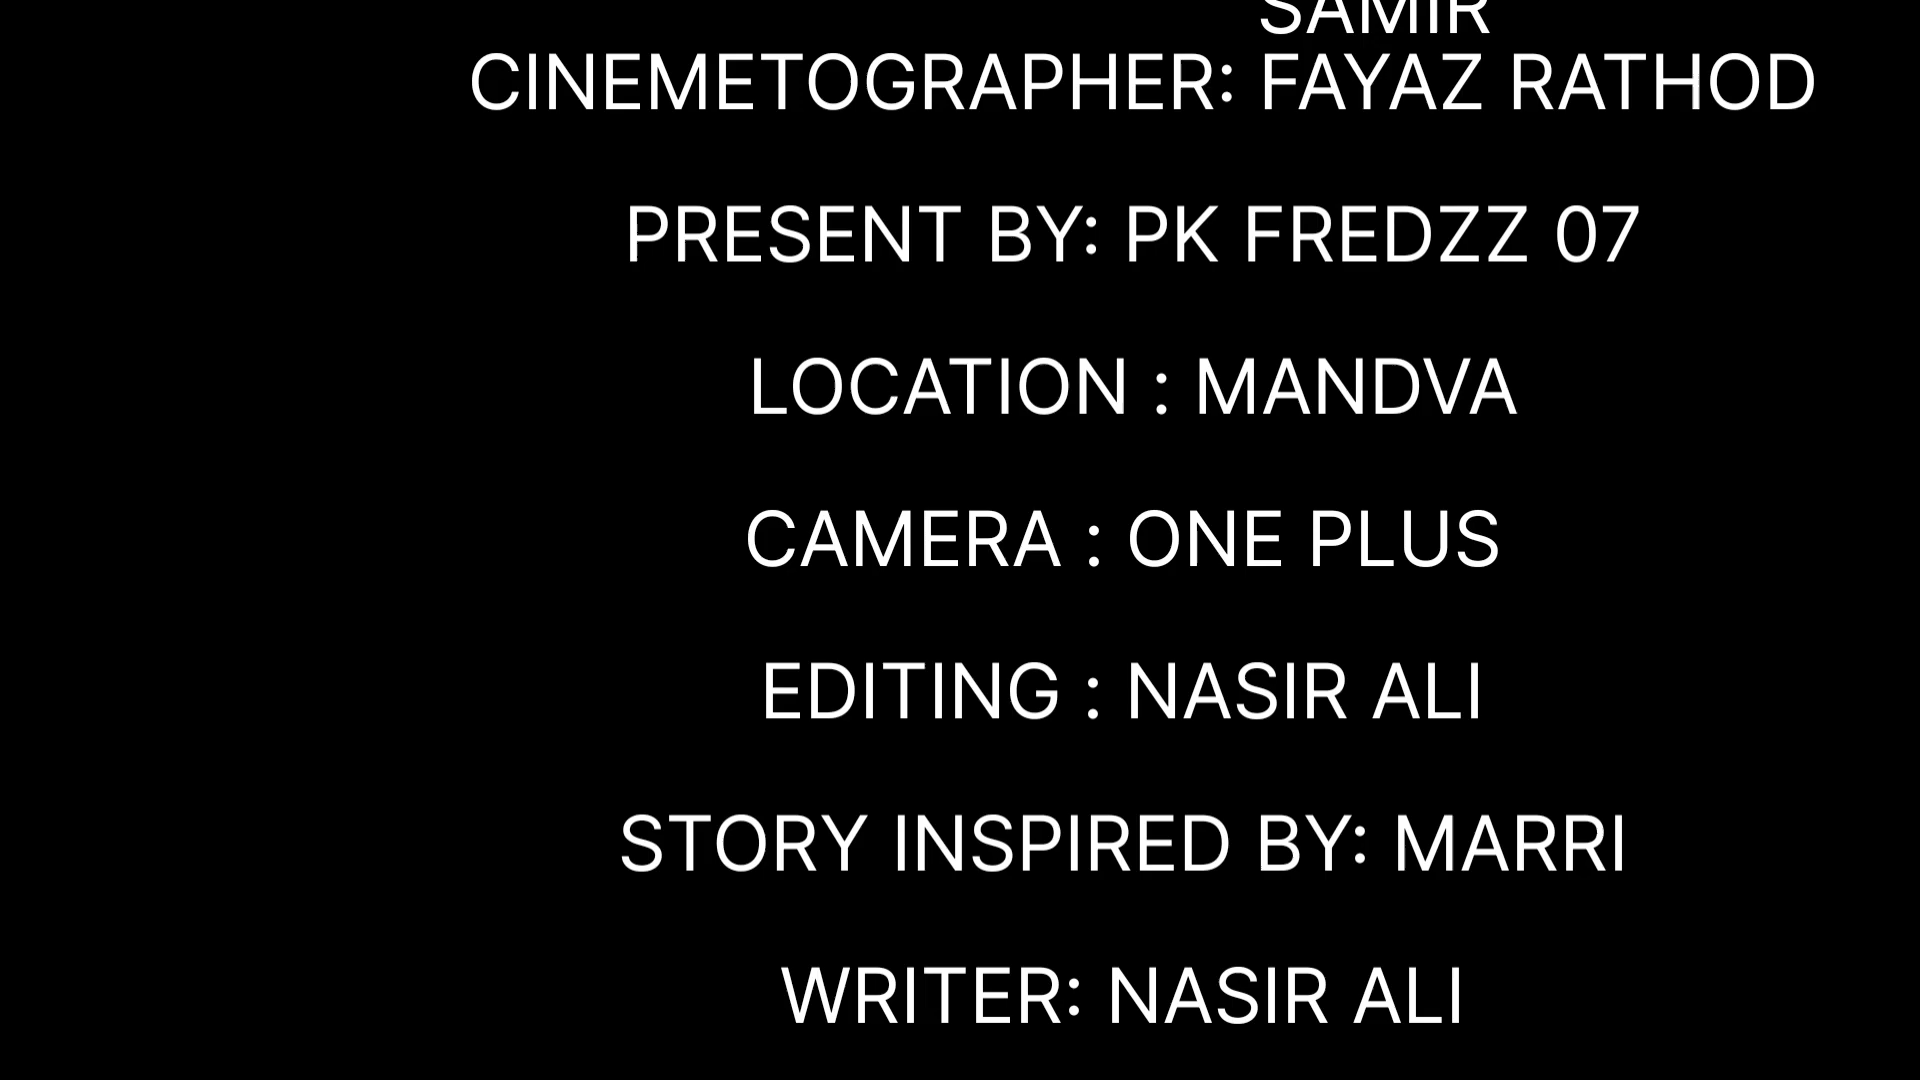 SAMIR
CINEMETOGRAPHER: FAYAZ RATHOD
PRESENT BY: PK FREDZZ 07
LOCATION : MANDVA
CAMERA : ONE PLUS
EDITING : NASIR ALI
STORY INSPIRED BY: MARRI
WRITER: NASIR ALI